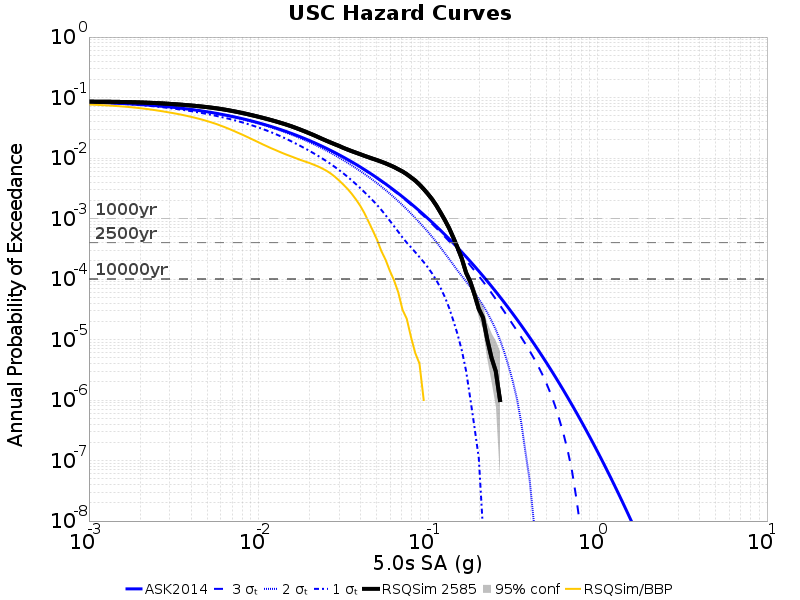 USC Hazard Curves
Annual Probability of Exceedance
10⁰
10⁻¹
10⁻²
10⁻³
10⁻⁴
10⁻⁵
10⁻⁶
10⁻⁷
10⁻⁸
1000yr
2500yr
10000yr
10⁻³ 10⁻² 10⁻¹ 10⁰ 10¹
5.0s SA (g)
ASK2014 3 σₜ 2 σₜ 1 σₜ RSQSim 2585 95% conf RSQSim/BBP